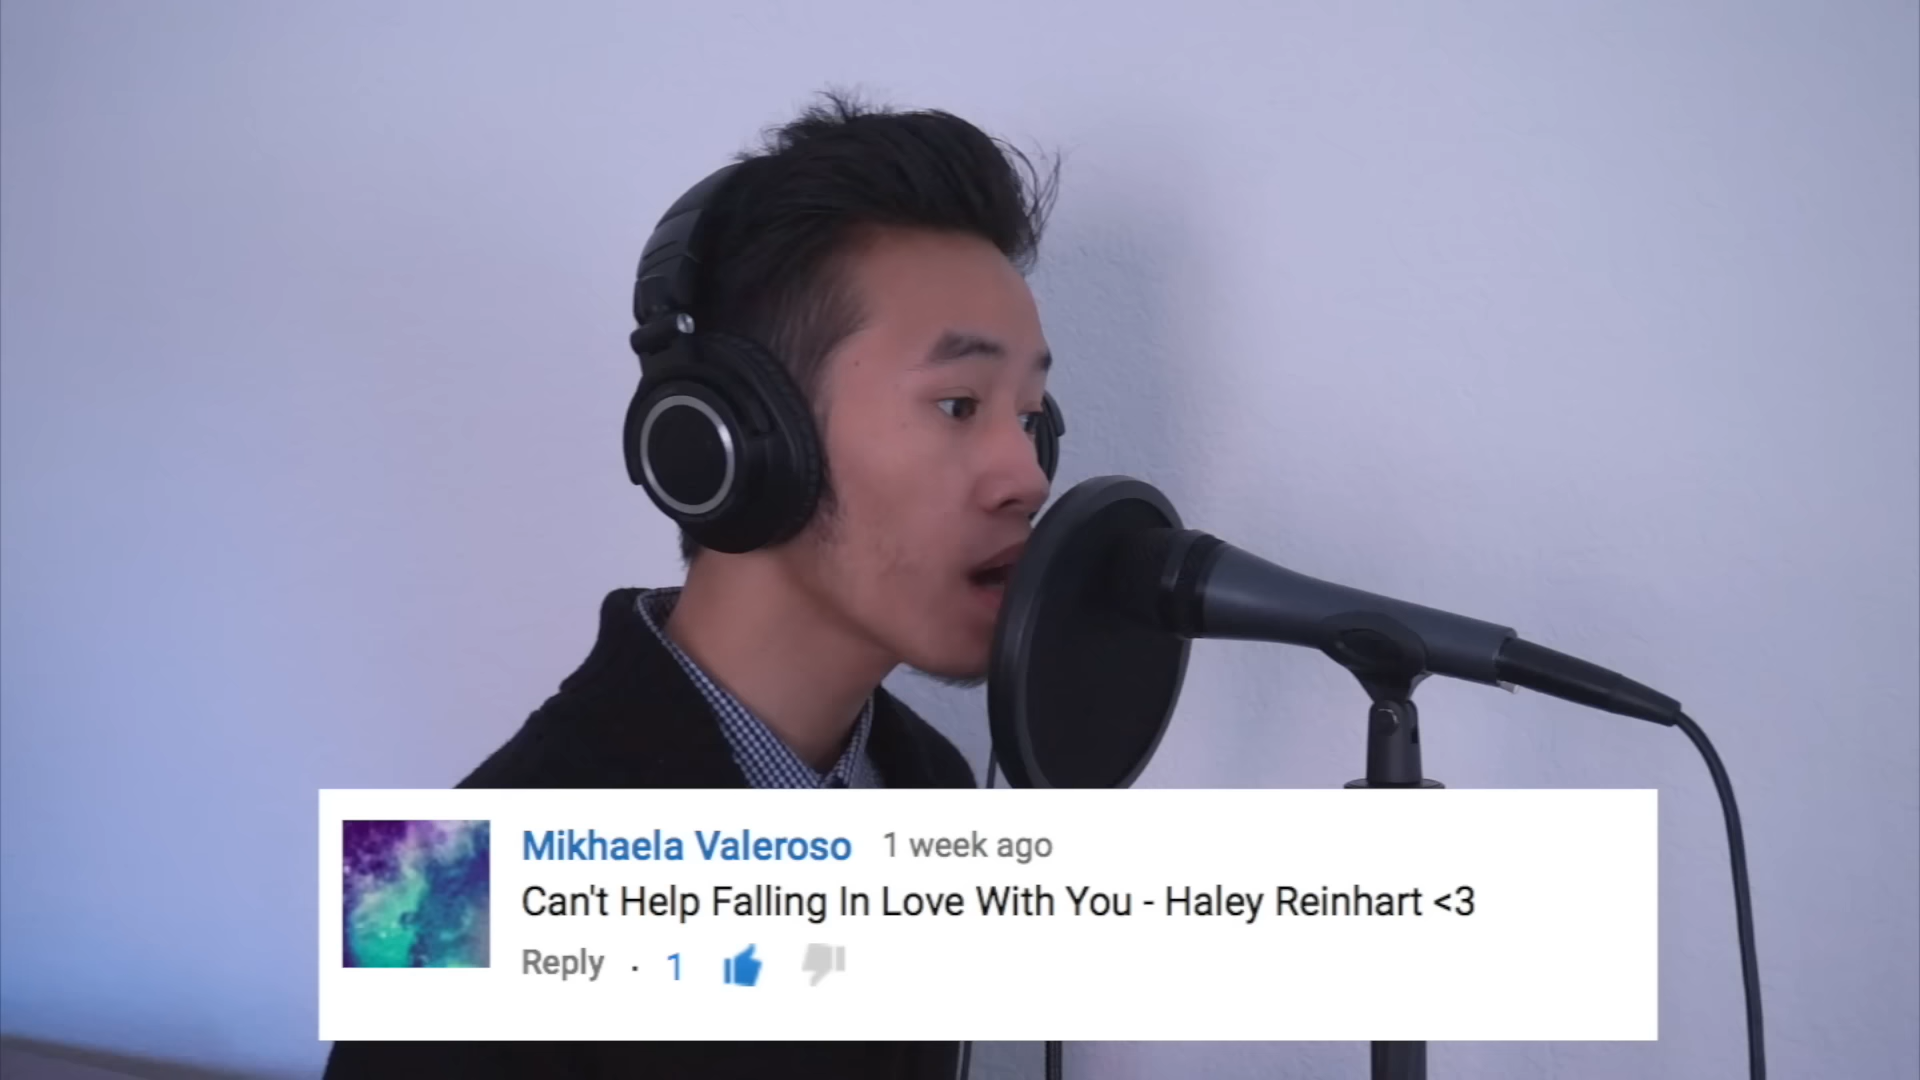 Mikhaela Valeroso 1 week ago
Can't Help Falling In Love With You - Haley Reinhart <3
Reply · 1